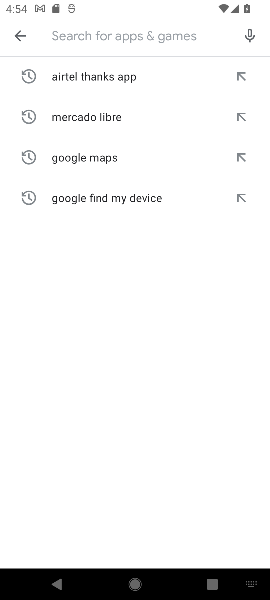 4:54
Search for apps & games
airtel thanks app
mercado libre
google maps
google find my device